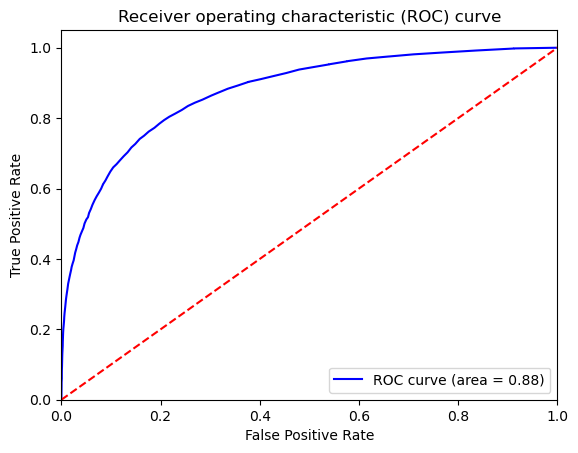 Receiver operating characteristic (ROC) curve
1.0
0.8
0.6
0.4
0.2
0.0
True Positive Rate
ROC curve (area = 0.88)
0.0 0.2 0.4 0.6 0.8 1.0
False Positive Rate